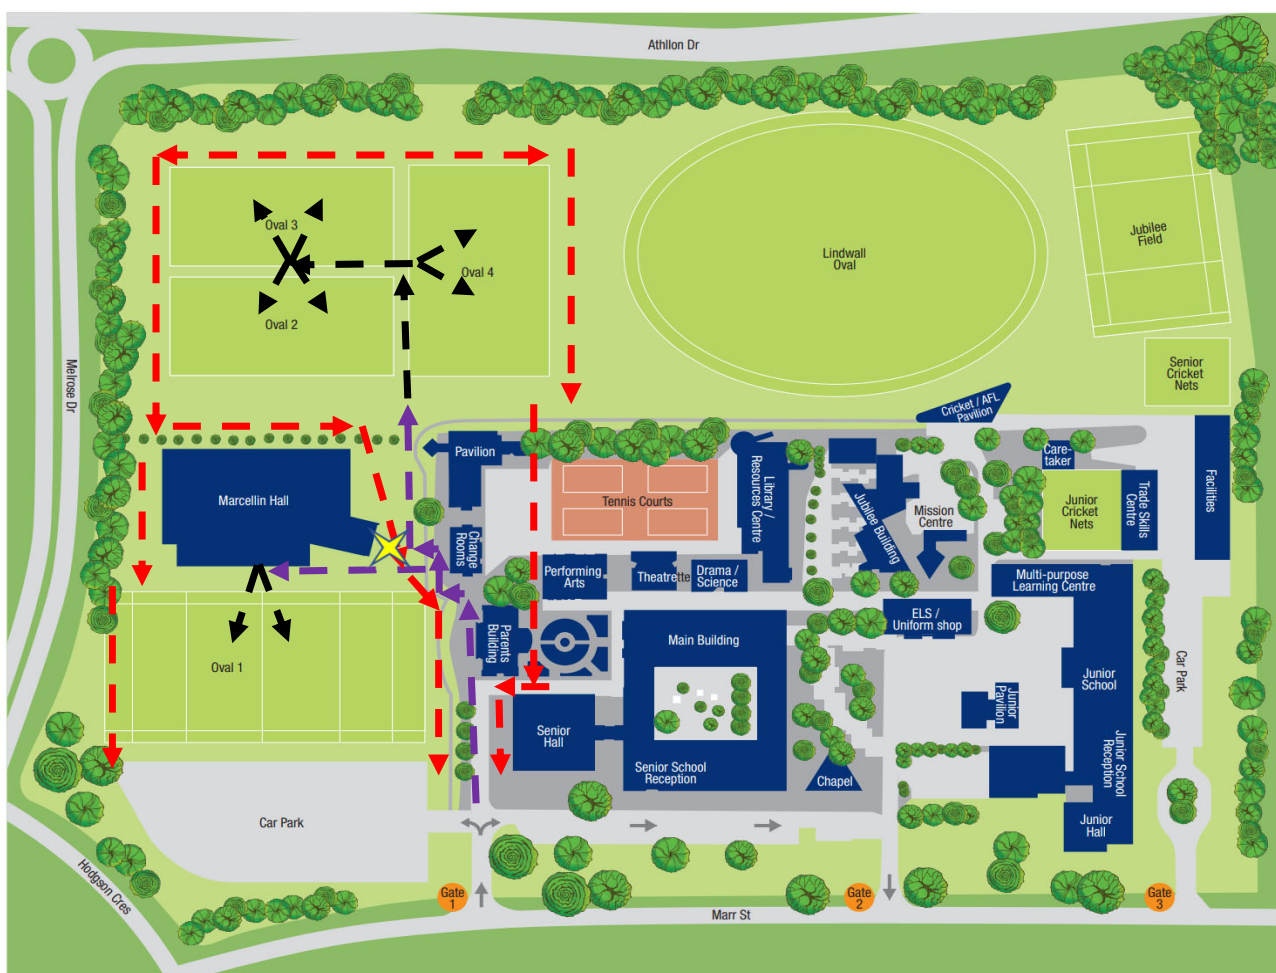 Athllon Dr
Oval 3
Oval 4
Oval 2
Lindwall
Oval
Jubilee
Field
Senior
Cricket
Nets
Melrose Dr
Cricket / AFL
Pavilion
Pavilion
Marcellin Hall
Tennis Courts
Library /
Resources Centre
Jubilee Building
Mission
Centre
Care-
taker
Junior
Cricket
Nets
Trade Skills
Centre
Facilities
Change
Rooms
Performing
Arts
Theatrette
Drama /
Science
Multi-purpose
Learning Centre
ELS /
Uniform shop
Parents
Building
Main Building
Oval 1
Junior
Pavilion
Junior
School
Car Park
Senior
Hall
Senior School
Reception
Chapel
Junior School
Reception
Junior
Hall
Car Park
Hodgson Cres
Gate
1
Marr St
Gate
2
Gate
3